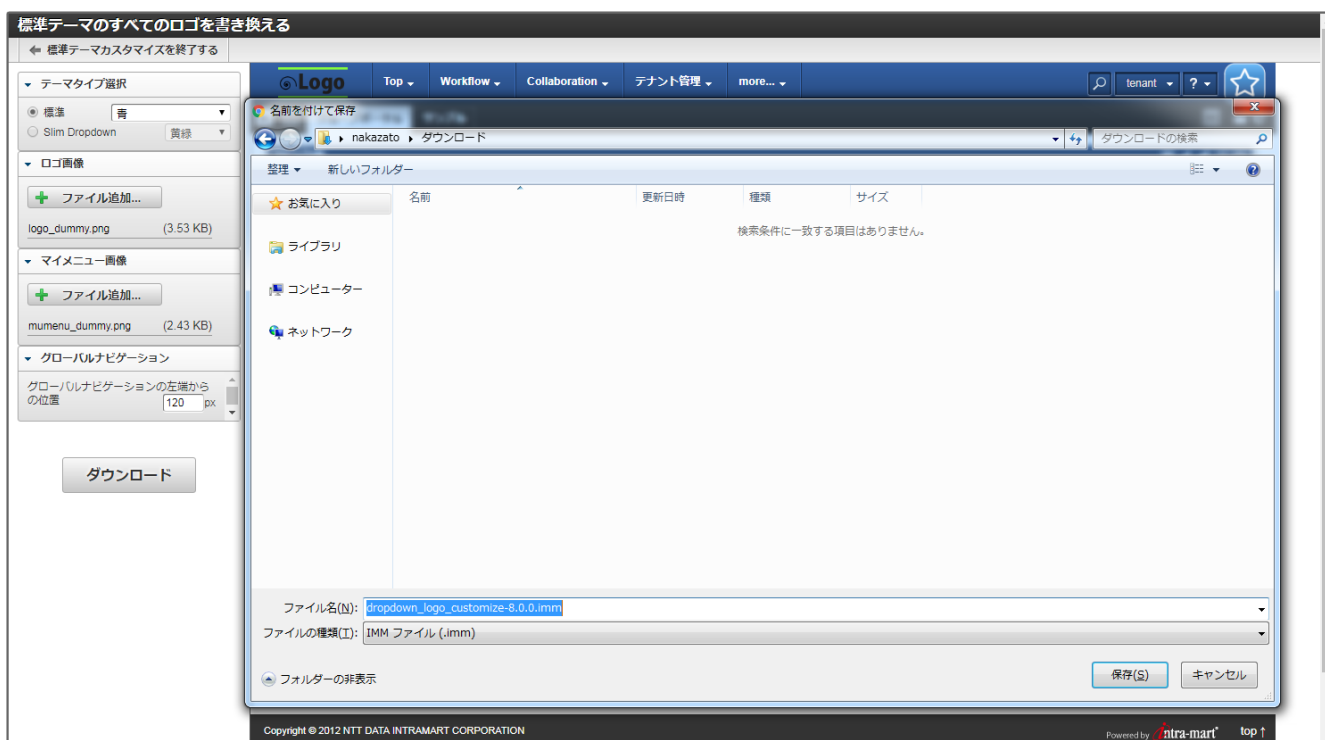 標準テーマのすべてのロゴを書き換える
標準テーマカスタマイズを終了する
テーマタイプ選択
標準 青
Slim Dropdown 黄緑
ロゴ画像
ファイル追加...
logo_dummy.png (3.53 KB)
マイメニュー画像
ファイル追加...
mumenu_dummy.png (2.43 KB)
グローバルナビゲーション
グローバルナビゲーションの左端から
の位置 120 px
ダウンロード
Logo Top Workflow Collaboration テナント管理 more... tenant ?
名前を付けて保存
nakazato ダウンロード ダウンロードの検索
整理 新しいフォルダー
お気に入り
ライブラリ
コンピューター
ネットワーク
名前 更新日時 種類 サイズ
検索条件に一致する項目はありません。
ファイル名(N): dropdown_logo_customize-8.0.0.imm
ファイルの種類(T): IMM ファイル (.imm)
フォルダーの非表示 保存(S) キャンセル
Copyright © 2012 NTT DATA INTRAMART CORPORATION Powered by intra-mart® top↑